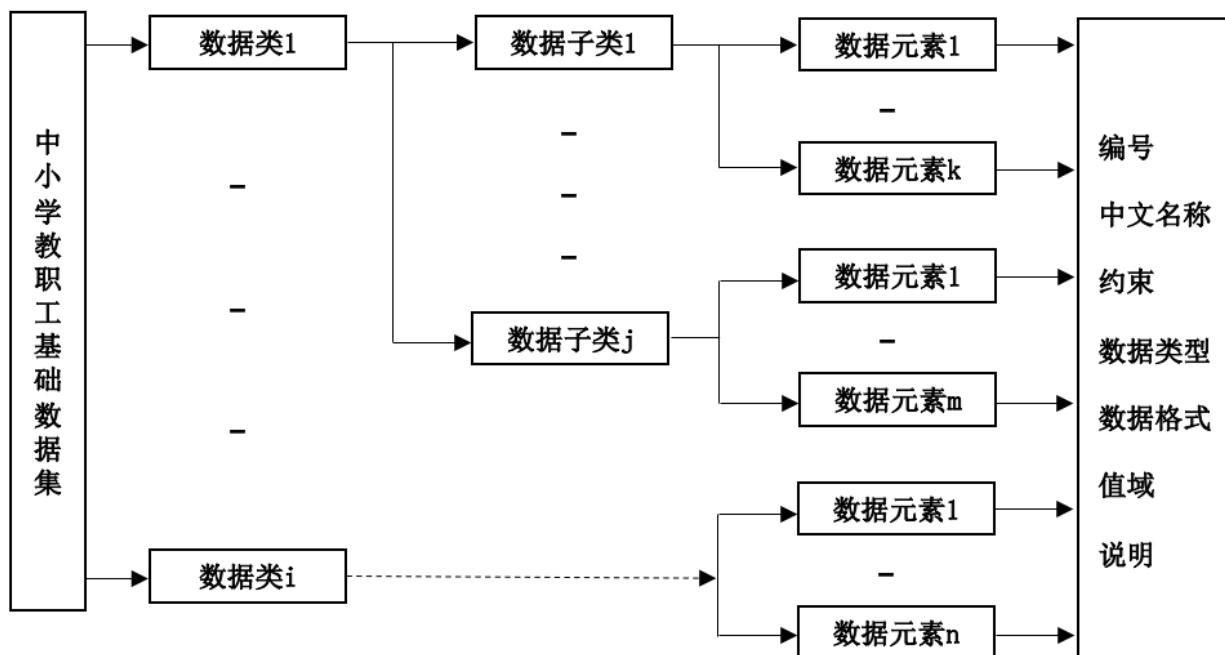 中小学教职工基础数据集
数据类1
数据子类1
数据元素1
数据元素k
数据子类j
数据元素1
数据元素m
数据类i
数据元素1
数据元素n
编号
中文名称
约束
数据类型
数据格式
值域
说明